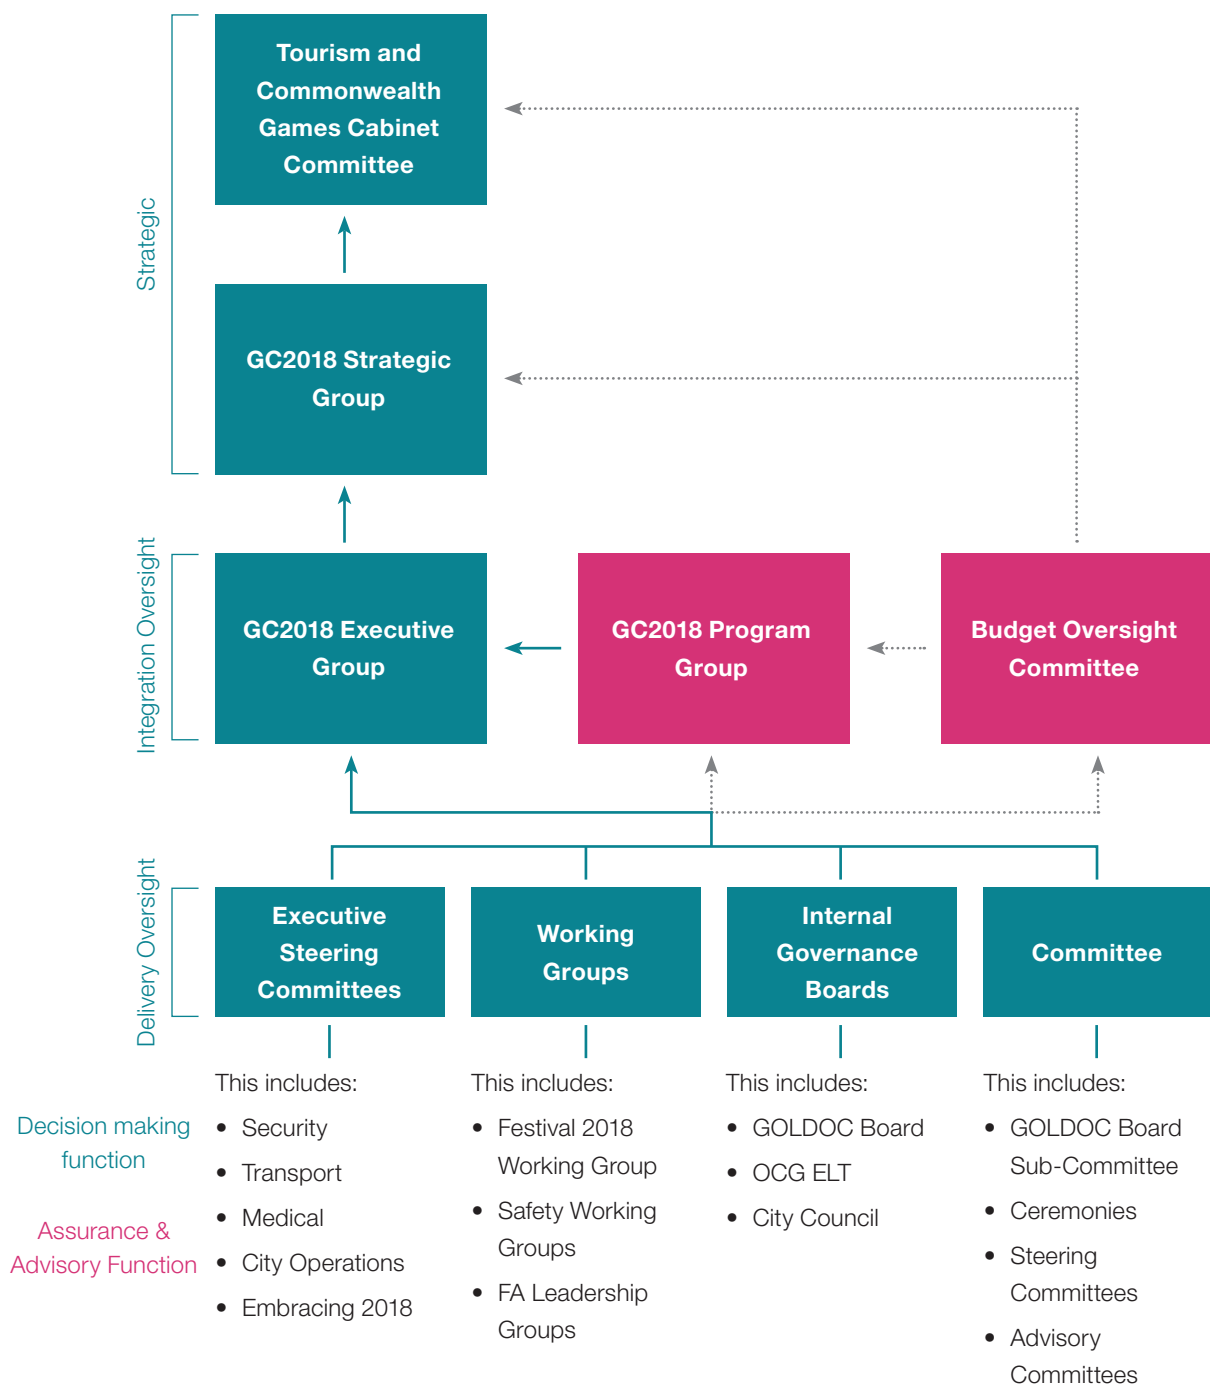 Strategic
Tourism and
Commonwealth
Games Cabinet
Committee
GC2018 Strategic
Group
Integration Oversight
GC2018 Executive
Group
GC2018 Program
Group
Budget Oversight
Committee
Delivery Oversight
Executive
Steering
Committees
Working
Groups
Internal
Governance
Boards
Committee
Decision making
function
Assurance &
Advisory Function
This includes:
• Security
• Transport
• Medical
• City Operations
• Embracing 2018
This includes:
• Festival 2018
Working Group
• Safety Working
Groups
• FA Leadership
Groups
This includes:
• GOLDOC Board
• OCG ELT
• City Council
This includes:
• GOLDOC Board
Sub-Committee
• Ceremonies
• Steering
Committees
• Advisory
Committees